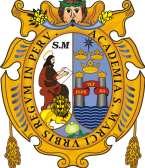 ACADEMIA S. MARCI VRBIS REGVM IN PERV
S.M